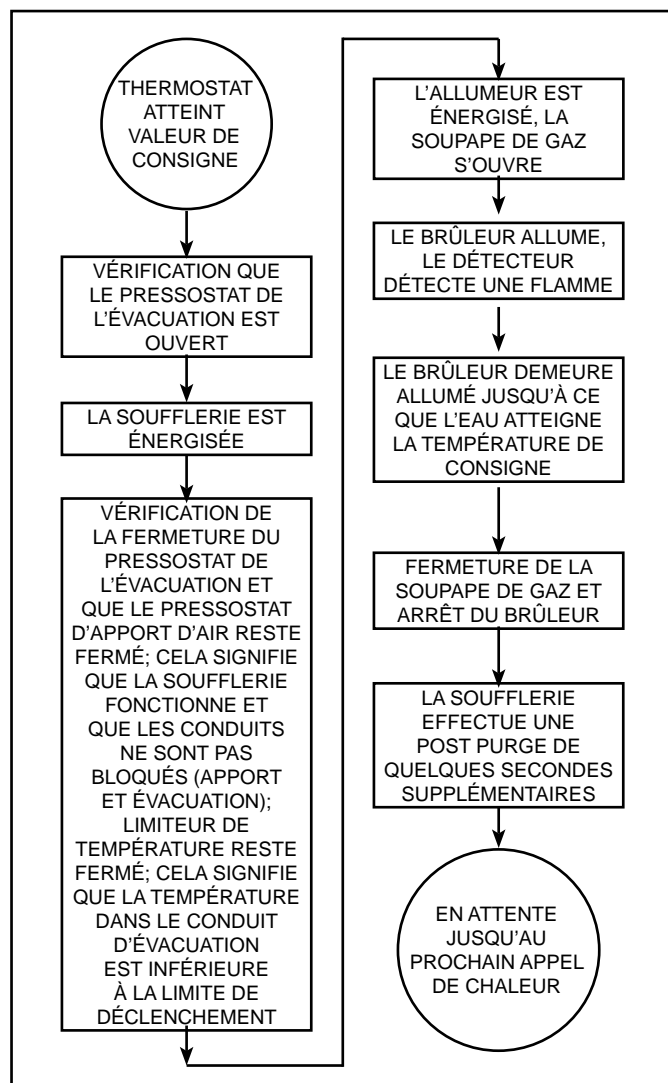 THERMOSTAT
ATTEINT
VALEUR DE
CONSIGNE
VÉRIFICATION QUE
LE PRESSOSTAT DE
L'ÉVACUATION EST
OUVERT
LA SOUFFLERIE EST
ÉNERGISÉE
VÉRIFICATION DE
LA FERMETURE DU
PRESSOSTAT DE
L'ÉVACUATION ET
QUE LE PRESSOSTAT
D'APPORT D'AIR RESTE
FERMÉ; CELA SIGNIFIE
QUE LA SOUFFLERIE
FONCTIONNE ET
QUE LES CONDUITS
NE SONT PAS
BLOQUÉS (APPORT
ET ÉVACUATION);
LIMITEUR DE
TEMPÉRATURE RESTE
FERMÉ; CELA SIGNIFIE
QUE LA TEMPÉRATURE
DANS LE CONDUIT
D'ÉVACUATION
EST INFÉRIEURE
À LA LIMITE DE
DÉCLENCHEMENT
L'ALLUMEUR EST
ÉNERGISÉ, LA
SOUPAPE DE GAZ
S'OUVRE
LE BRÛLEUR ALLUME,
LE DÉTECTEUR
DÉTECTE UNE FLAMME
LE BRÛLEUR DEMEURE
ALLUMÉ JUSQU'À CE
QUE L'EAU ATTEIGNE
LA TEMPÉRATURE DE
CONSIGNE
FERMETURE DE LA
SOUPAPE DE GAZ ET
ARRÊT DU BRÛLEUR
LA SOUFFLERIE
EFFECTUE UNE
POST PURGE DE
QUELQUES SECONDES
SUPPLÉMENTAIRES
EN ATTENTE
JUSQU'AU
PROCHAIN APPEL
DE CHALEUR